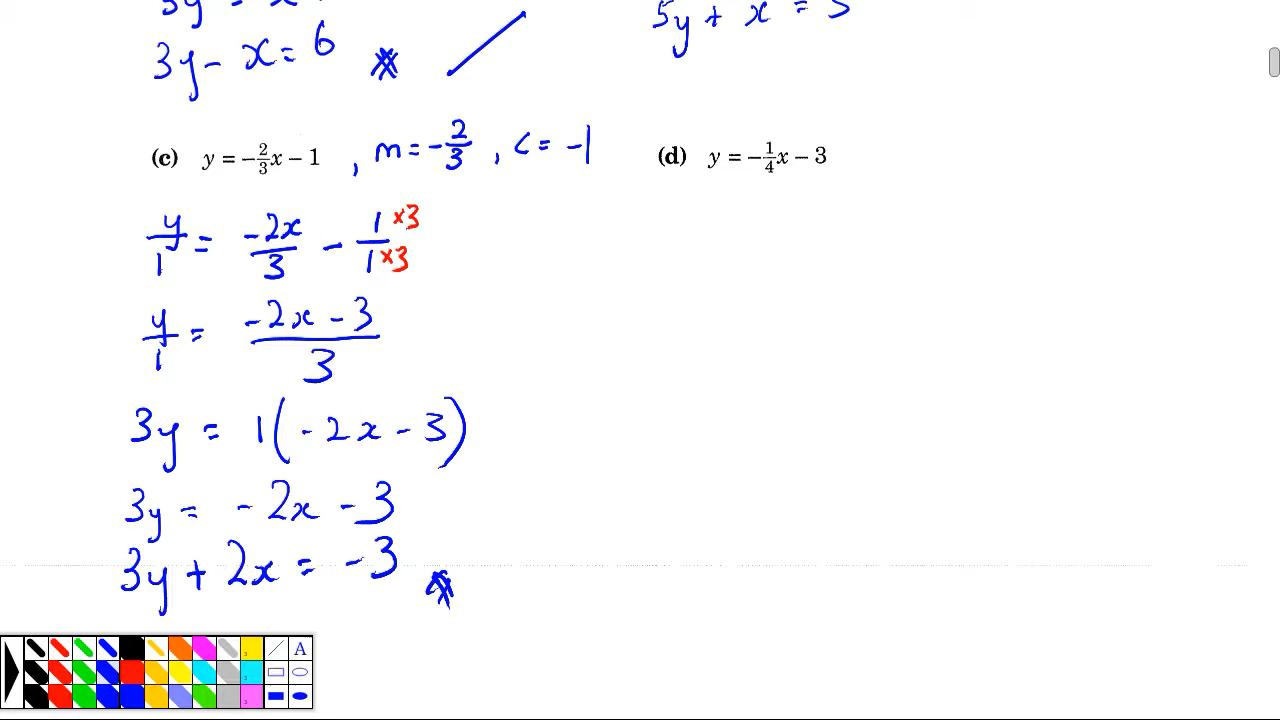 3y - x = 6
5y + x = 5
(c) y = -2/3x - 1 , m = -2/3 , c = -1
(d) y = -1/4x - 3
y/1 = -2x/3 - 1×3/1×3
y/1 = -2x - 3/3
3y = 1(-2x - 3)
3y = -2x - 3
3y + 2x = -3
A